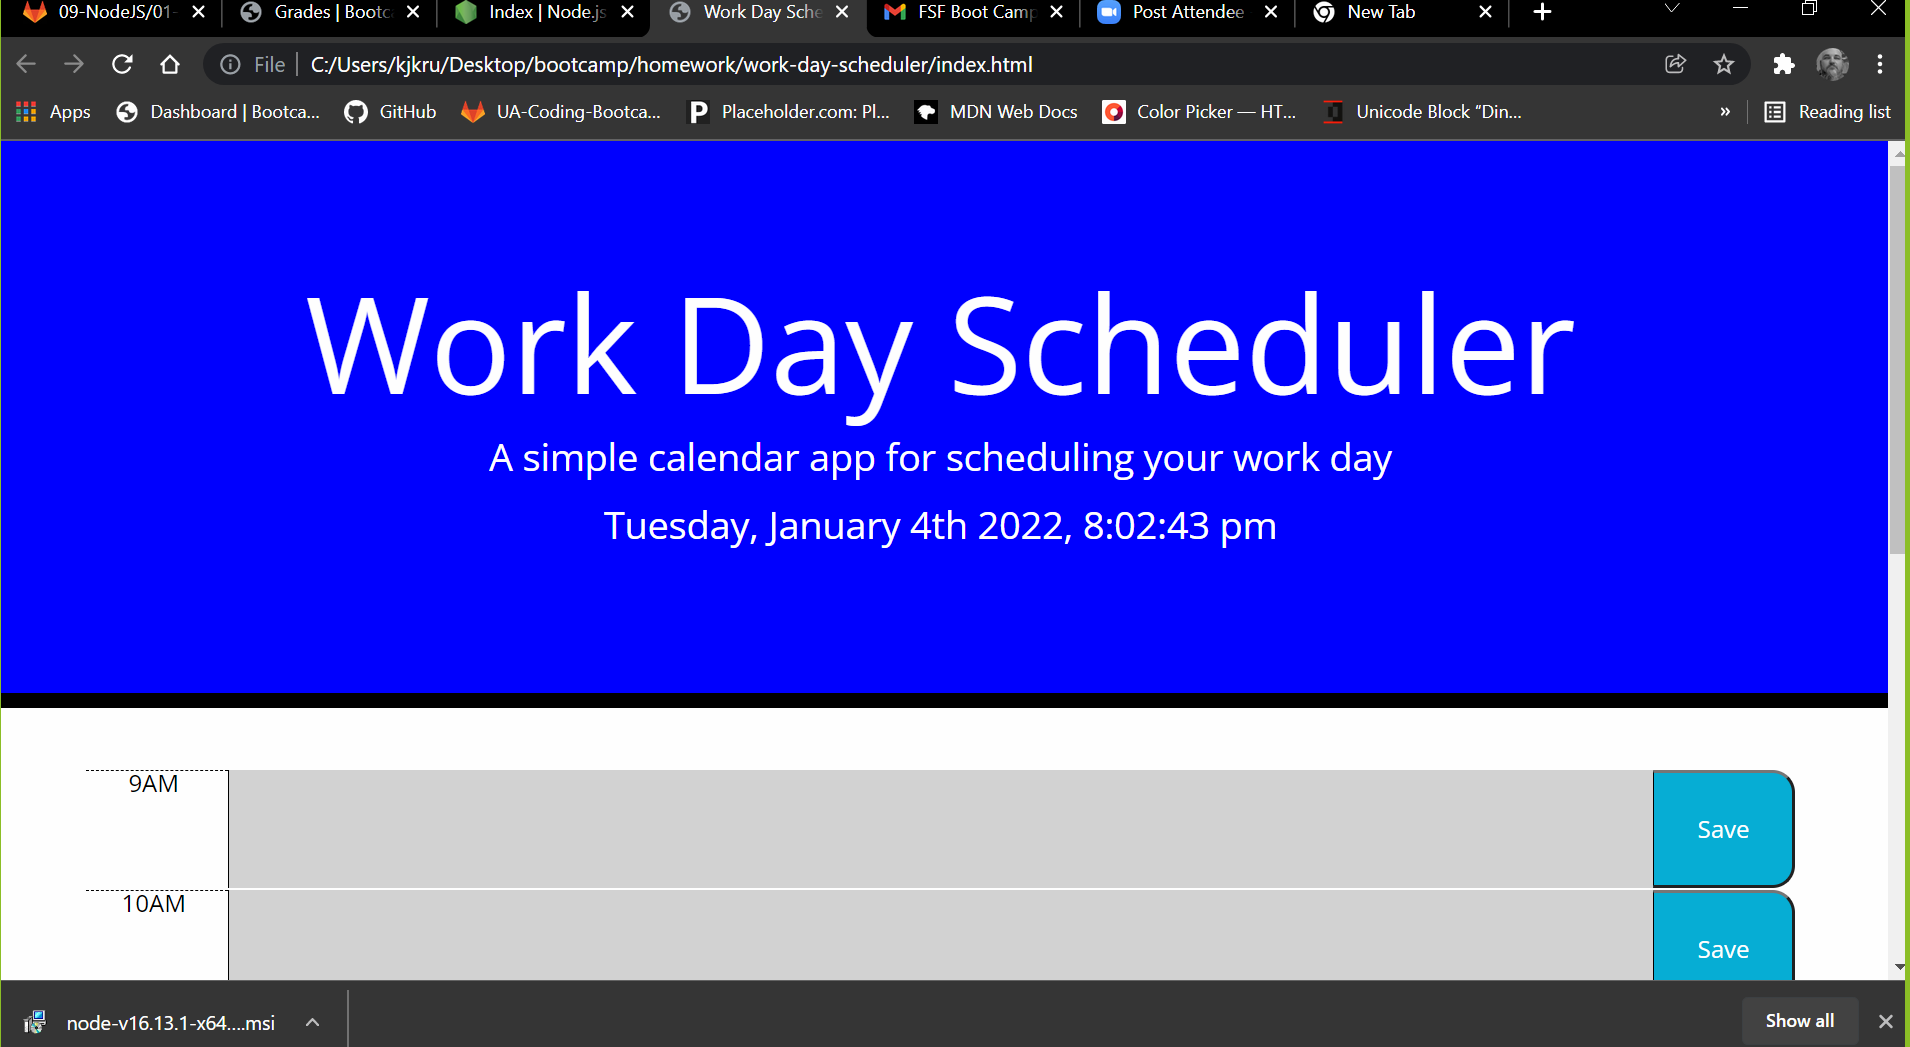 09-NodeJS/01- Grades | Bootc Index | Node.js Work Day Sche FSF Boot Camp Post Attendee New Tab
File C:/Users/kjkru/Desktop/bootcamp/homework/work-day-scheduler/index.html
Apps Dashboard | Bootca... GitHub UA-Coding-Bootca... Placeholder.com: Pl... MDN Web Docs Color Picker — HT... Unicode Block “Din... » Reading list
Work Day Scheduler
A simple calendar app for scheduling your work day
Tuesday, January 4th 2022, 8:02:43 pm
9AM
Save
10AM
Save
node-v16.13.1-x64....msi Show all